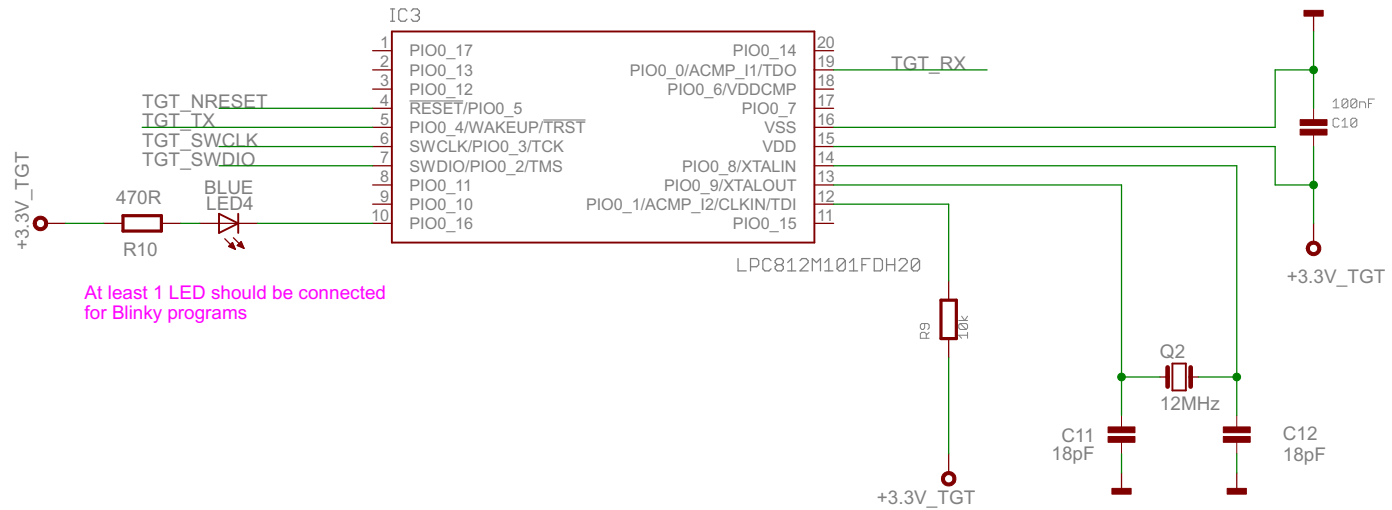 IC3
1 PIO0_17
2 PIO0_13
3 PIO0_12
TGT_NRESET 4 RESET/PIO0_5
TGT_TX 5 PIO0_4/WAKEUP/TRST
TGT_SWCLK 6 SWCLK/PIO0_3/TCK
TGT_SWDIO 7 SWDIO/PIO0_2/TMS
8 PIO0_11
9 PIO0_10
10 PIO0_16
PIO0_14 20
PIO0_0/ACMP_I1/TDO 19 TGT_RX
PIO0_6/VDDCMP 18
PIO0_7 17
VSS 16
VDD 15
PIO0_8/XTALIN 14
PIO0_9/XTALOUT 13
PIO0_1/ACMP_I2/CLKIN/TDI 12
PIO0_15 11
LPC812M101FDH20
+3.3V_TGT
470R
R10
BLUE
LED4
At least 1 LED should be connected
for Blinky programs
100nF
C10
+3.3V_TGT
R9
10k
+3.3V_TGT
Q2
12MHz
C11
18pF
C12
18pF